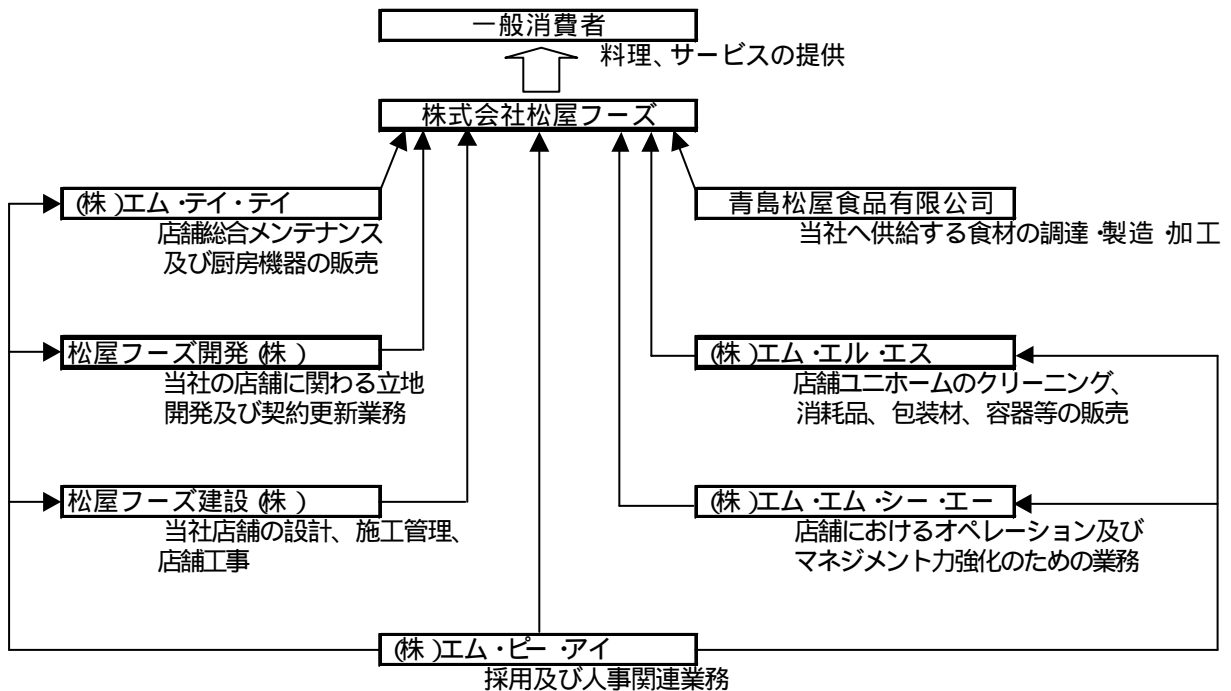 一般消費者
料理、サービスの提供
株式会社松屋フーズ
(株)エム・テイ・テイ
店舗総合メンテナンス
及び厨房機器の販売
青島松屋食品有限公司
当社へ供給する食材の調達・製造・加工
松屋フーズ開発(株)
当社の店舗に関わる立地
開発及び契約更新業務
(株)エム・エル・エス
店舗ユニホームのクリーニング、
消耗品、包装材、容器等の販売
松屋フーズ建設(株)
当社店舗の設計、施工管理、
店舗工事
(株)エム・エム・シー・エー
店舗におけるオペレーション及び
マネジメント力強化のための業務
(株)エム・ピー・アイ
採用及び人事関連業務